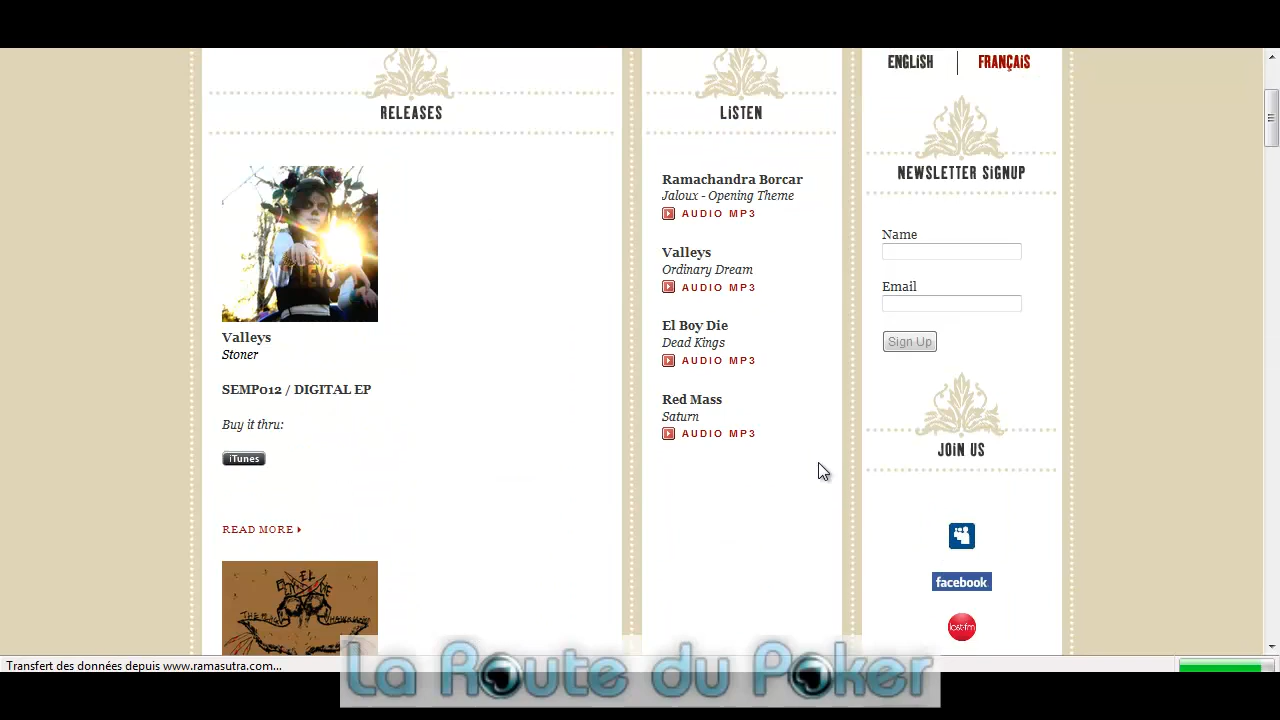 RELEASES
Valleys
Stoner
SEMP012 / DIGITAL EP
Buy it thru:
iTunes
READ MORE
EL
LISTEN
Ramachandra Borcar
Jaloux - Opening Theme
AUDIO MP3
Valleys
Ordinary Dream
AUDIO MP3
El Boy Die
Dead Kings
AUDIO MP3
Red Mass
Saturn
AUDIO MP3
ENGLISH
FRANÇAIS
NEWSLETTER SIGNUP
Name
Email
Sign Up
JOIN US
facebook
last.fm
Transfert des données depuis www.ramasutra.com...
La Route du Poker